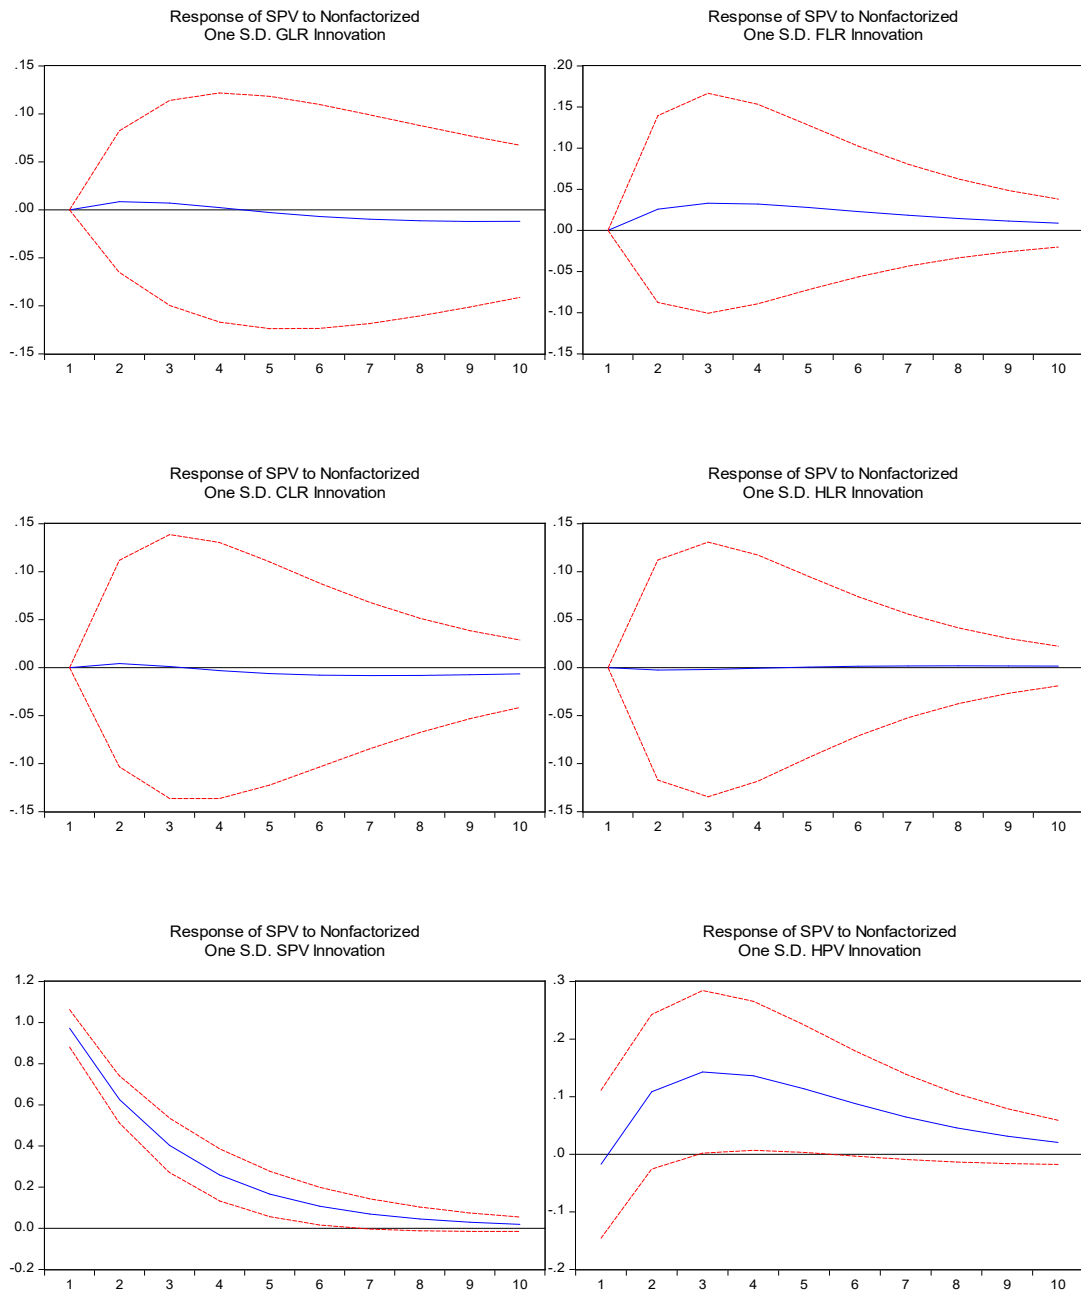 Response of SPV to Nonfactorized
One S.D. GLR Innovation
.15
.10
.05
.00
-.05
-.10
-.15
1 2 3 4 5 6 7 8 9 10
Response of SPV to Nonfactorized
One S.D. FLR Innovation
.20
.15
.10
.05
.00
-.05
-.10
-.15
1 2 3 4 5 6 7 8 9 10
Response of SPV to Nonfactorized
One S.D. CLR Innovation
.15
.10
.05
.00
-.05
-.10
-.15
1 2 3 4 5 6 7 8 9 10
Response of SPV to Nonfactorized
One S.D. HLR Innovation
.15
.10
.05
.00
-.05
-.10
-.15
1 2 3 4 5 6 7 8 9 10
Response of SPV to Nonfactorized
One S.D. SPV Innovation
1.2
1.0
0.8
0.6
0.4
0.2
0.0
-0.2
1 2 3 4 5 6 7 8 9 10
Response of SPV to Nonfactorized
One S.D. HPV Innovation
.3
.2
.1
.0
-.1
-.2
1 2 3 4 5 6 7 8 9 10